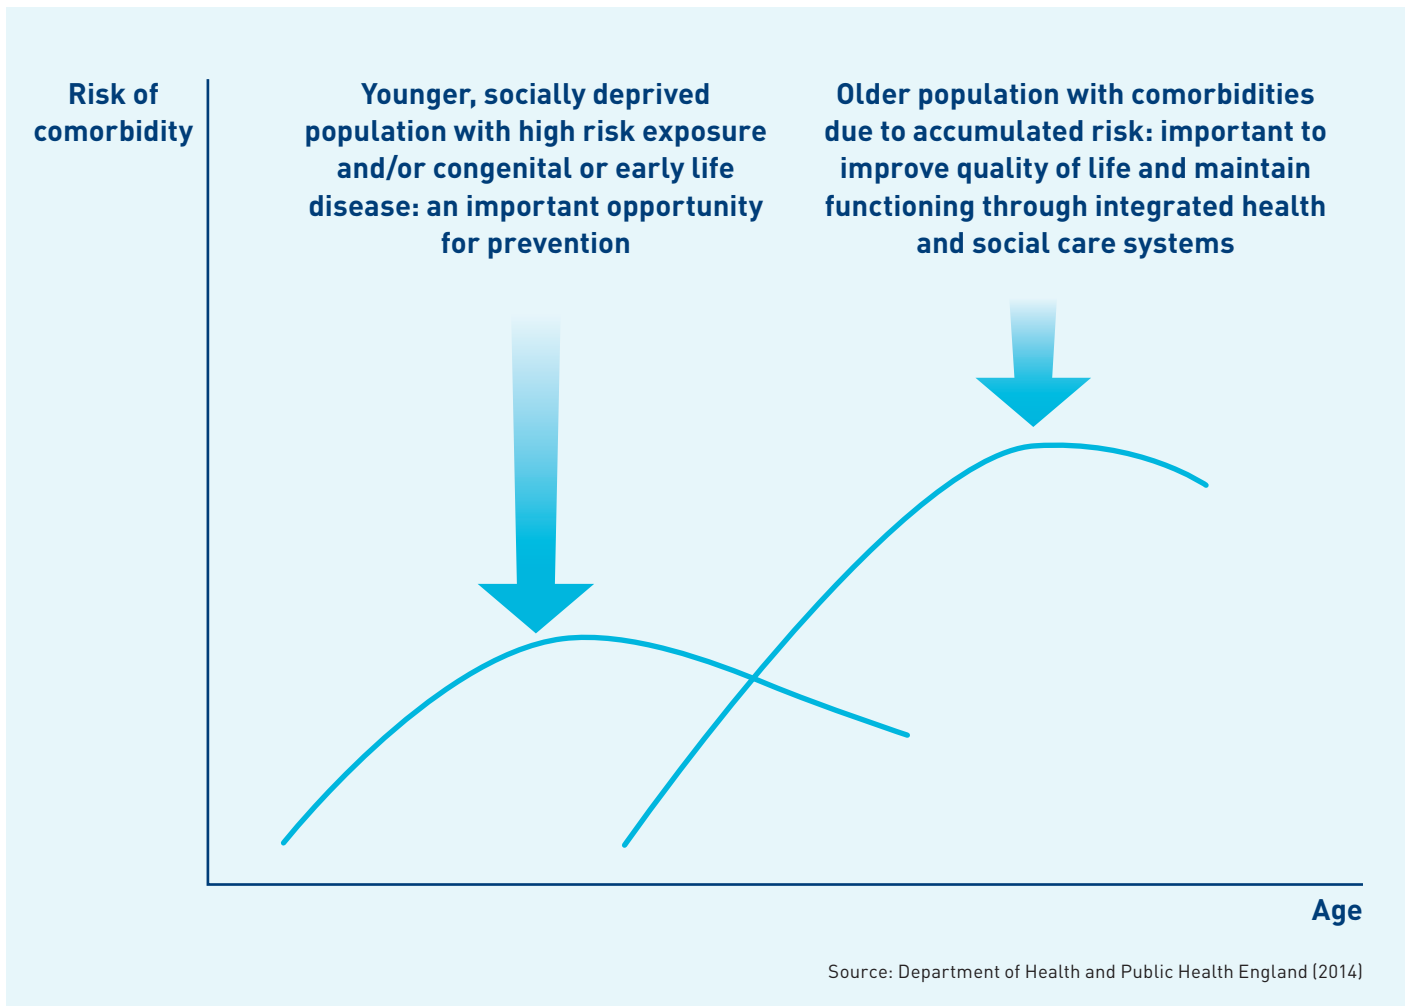 Risk of
comorbidity
Younger, socially deprived
population with high risk exposure
and/or congenital or early life
disease: an important opportunity
for prevention
Older population with comorbidities
due to accumulated risk: important to
improve quality of life and maintain
functioning through integrated health
and social care systems
Age
Source: Department of Health and Public Health England (2014)